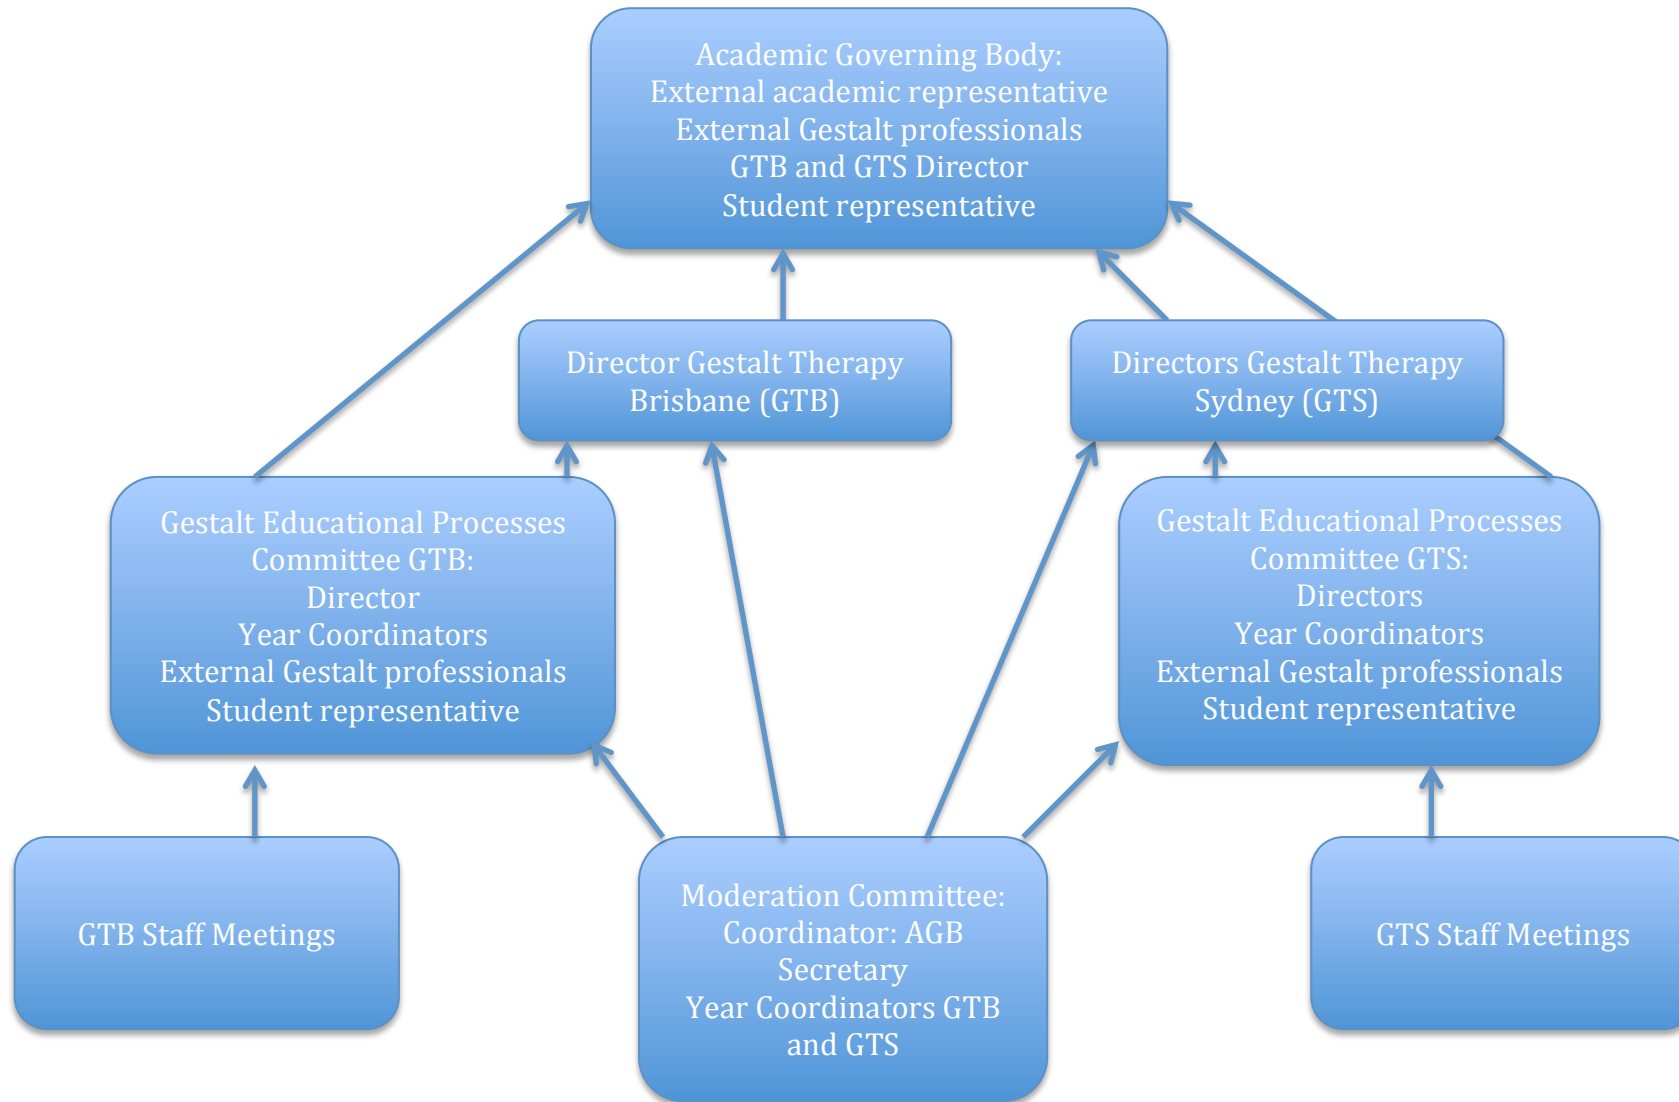 Academic Governing Body:
External academic representative
External Gestalt professionals
GTB and GTS Director
Student representative
Director Gestalt Therapy
Brisbane (GTB)
Directors Gestalt Therapy
Sydney (GTS)
Gestalt Educational Processes
Committee GTB:
Director
Year Coordinators
External Gestalt professionals
Student representative
Gestalt Educational Processes
Committee GTS:
Directors
Year Coordinators
External Gestalt professionals
Student representative
GTB Staff Meetings
Moderation Committee:
Coordinator: AGB
Secretary
Year Coordinators GTB
and GTS
GTS Staff Meetings